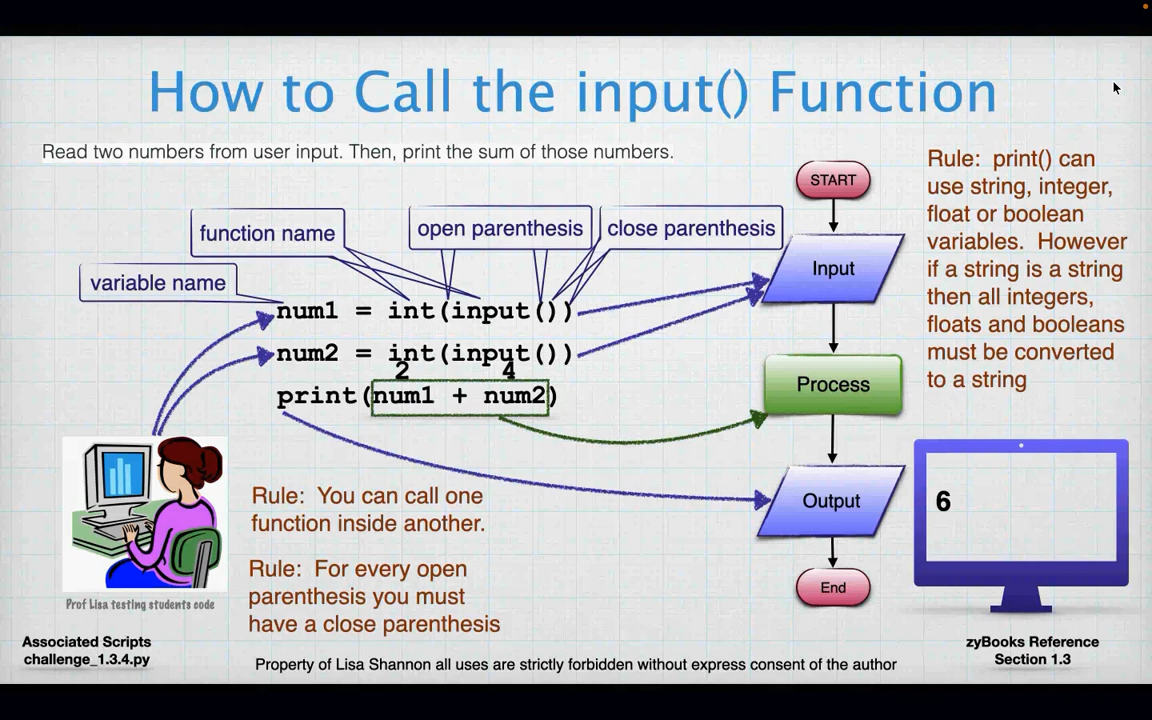 How to Call the input() Function
Read two numbers from user input. Then, print the sum of those numbers.
function name
open parenthesis
close parenthesis
variable name
num1 = int(input())
num2 = int(input())
2 4
print(num1 + num2)
START
Input
Process
Output
End
Rule: print() can
use string, integer,
float or boolean
variables. However
if a string is a string
then all integers,
floats and booleans
must be converted
to a string
6
Rule: You can call one
function inside another.
Rule: For every open
parenthesis you must
have a close parenthesis
Prof Lisa testing students code
Associated Scripts
challenge_1.3.4.py
Property of Lisa Shannon all uses are strictly forbidden without express consent of the author
zyBooks Reference
Section 1.3